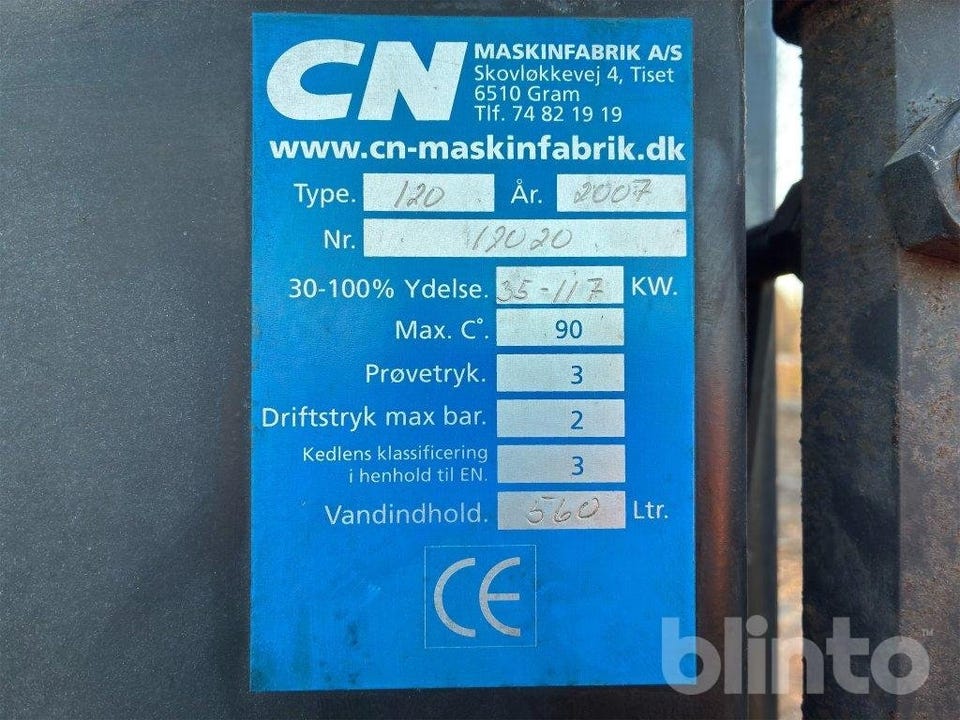 CN MASKINFABRIK A/S
Skovløkkevej 4, Tiset
6510 Gram
Tlf. 74 82 19 19
www.cn-maskinfabrik.dk
Type. 120 År. 2007
Nr. 12020
30-100% Ydelse. 35-117 KW.
Max. C°. 90
Prøvetryk. 3
Driftstryk max bar. 2
Kedlens klassificering
i henhold til EN. 3
Vandindhold. 560 Ltr.
CE
blinto™